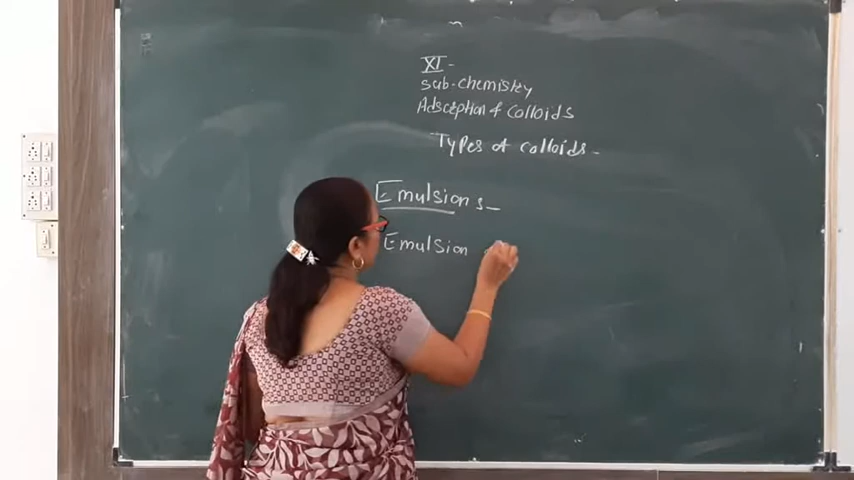 XI -
Sub-Chemistry
Adsorption of Colloids
Types of Colloids -
Emulsions -
Emulsion